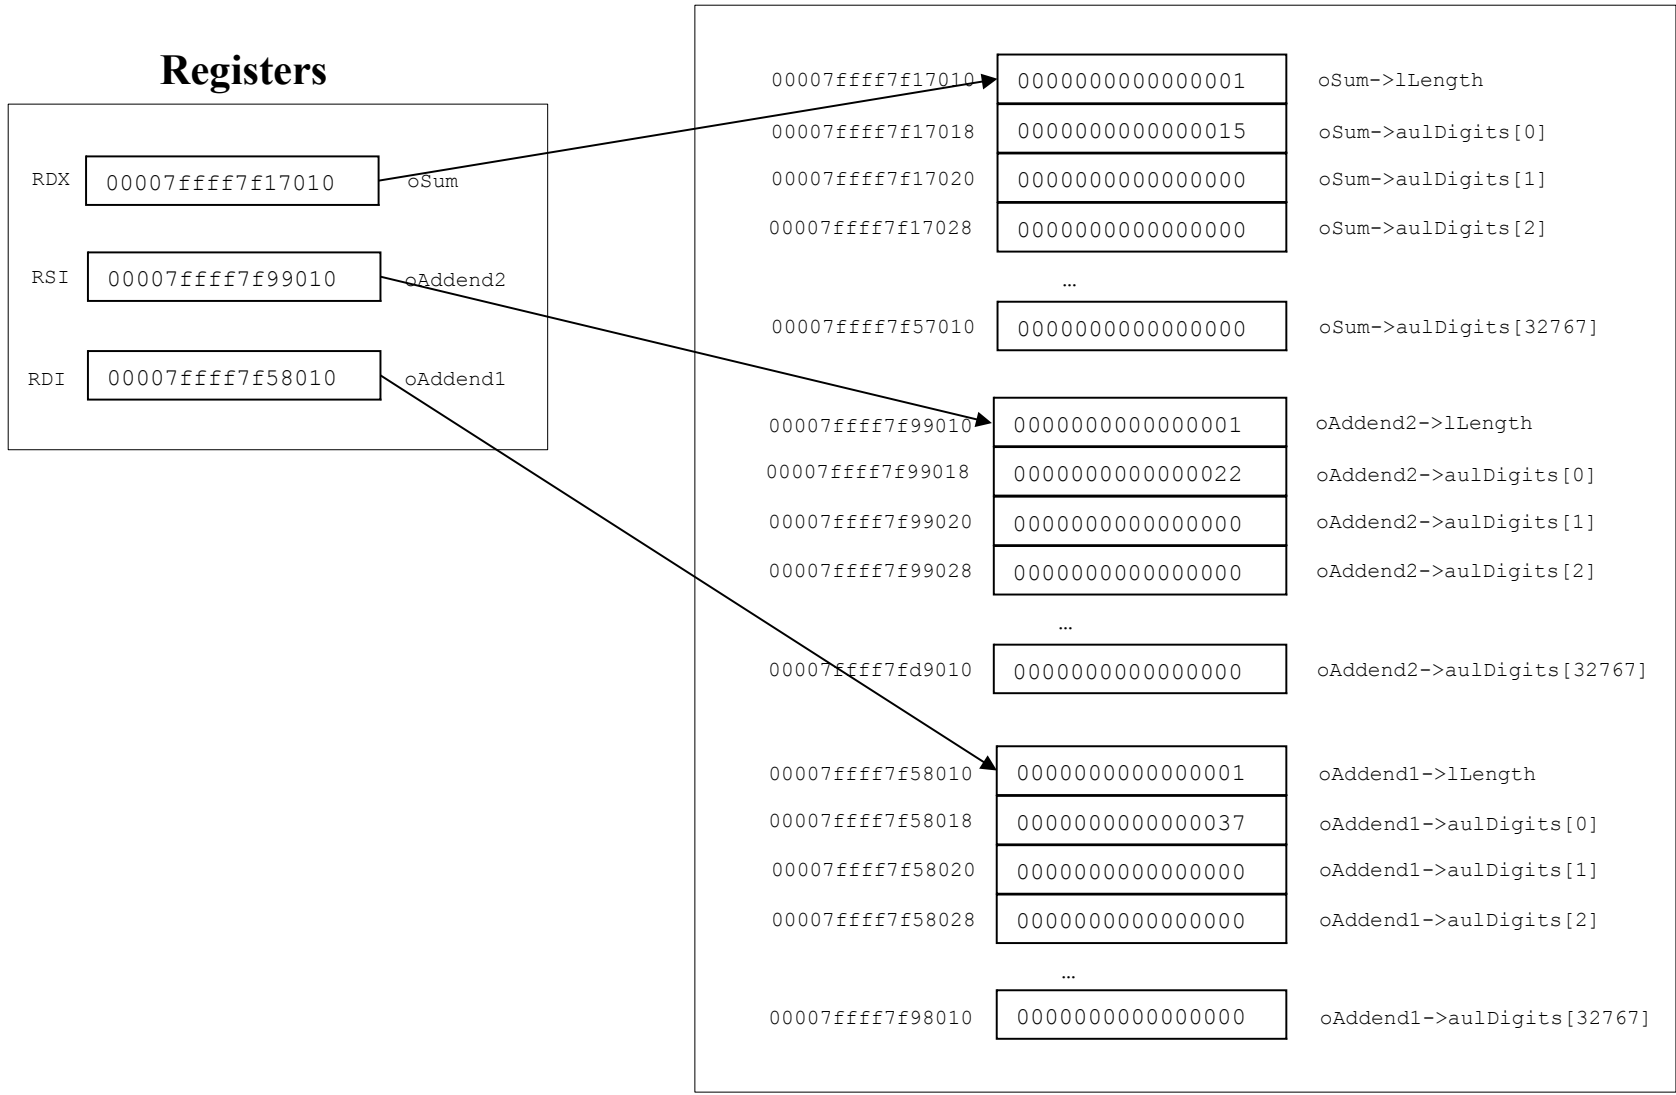 Registers
RDX 00007ffff7f17010 oSum
RSI 00007ffff7f99010 oAddend2
RDI 00007ffff7f58010 oAddend1
00007ffff7f17010 0000000000000001 oSum->lLength
00007ffff7f17018 0000000000000015 oSum->aulDigits[0]
00007ffff7f17020 0000000000000000 oSum->aulDigits[1]
00007ffff7f17028 0000000000000000 oSum->aulDigits[2]
…
00007ffff7f57010 0000000000000000 oSum->aulDigits[32767]
00007ffff7f99010 0000000000000001 oAddend2->lLength
00007ffff7f99018 0000000000000022 oAddend2->aulDigits[0]
00007ffff7f99020 0000000000000000 oAddend2->aulDigits[1]
00007ffff7f99028 0000000000000000 oAddend2->aulDigits[2]
…
00007ffff7fd9010 0000000000000000 oAddend2->aulDigits[32767]
00007ffff7f58010 0000000000000001 oAddend1->lLength
00007ffff7f58018 0000000000000037 oAddend1->aulDigits[0]
00007ffff7f58020 0000000000000000 oAddend1->aulDigits[1]
00007ffff7f58028 0000000000000000 oAddend1->aulDigits[2]
…
00007ffff7f98010 0000000000000000 oAddend1->aulDigits[32767]